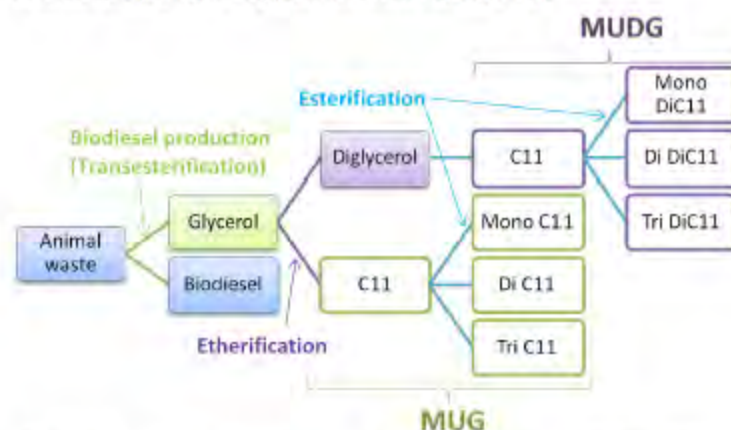 MUDG
Mono
DiC11
Esterification
Biodiesel production
(Transesterification)
Diglycerol
C11
Di DiC11
Glycerol
Mono C11
Tri DiC11
Animal
waste
Biodiesel
C11
Di C11
Etherification
Tri C11
MUG